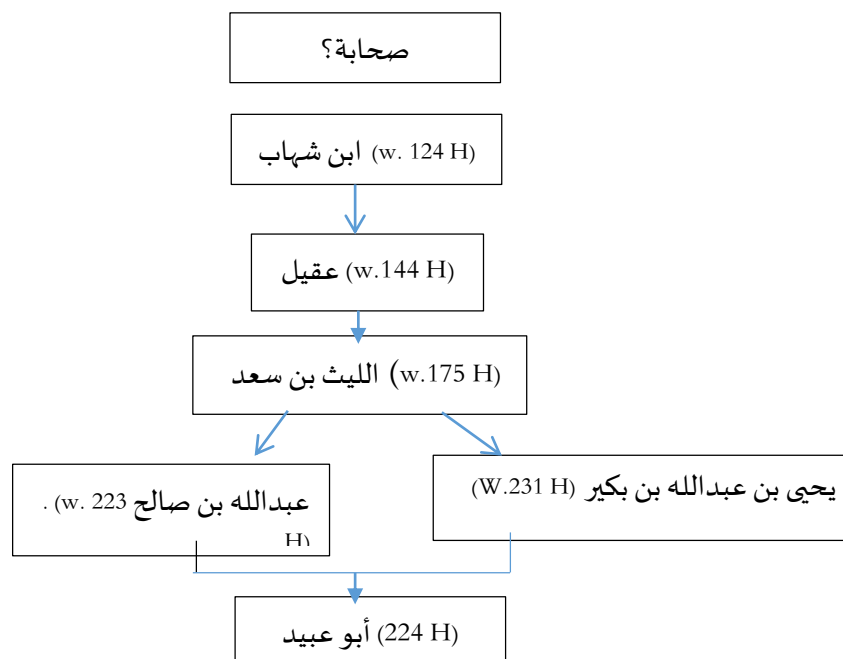 صحابة؟
ابن شهاب (w. 124 H)
عقيل (w.144 H)
الليث بن سعد (w.175 H)
يحيى بن عبدالله بن بكير (W.231 H)
عبدالله بن صالح (w. 223 .
H)
أبو عبيد (224 H)